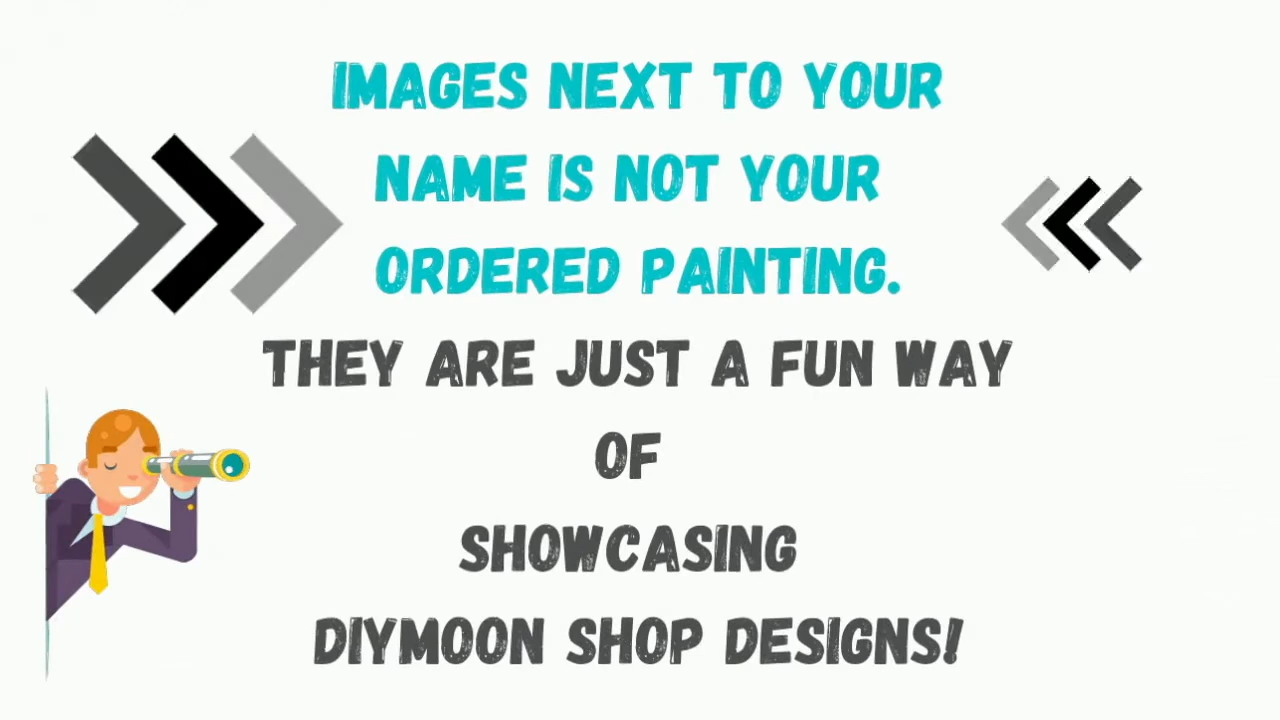 IMAGES NEXT TO YOUR
NAME IS NOT YOUR
ORDERED PAINTING.
THEY ARE JUST A FUN WAY
OF
SHOWCASING
DIYMOON SHOP DESIGNS!